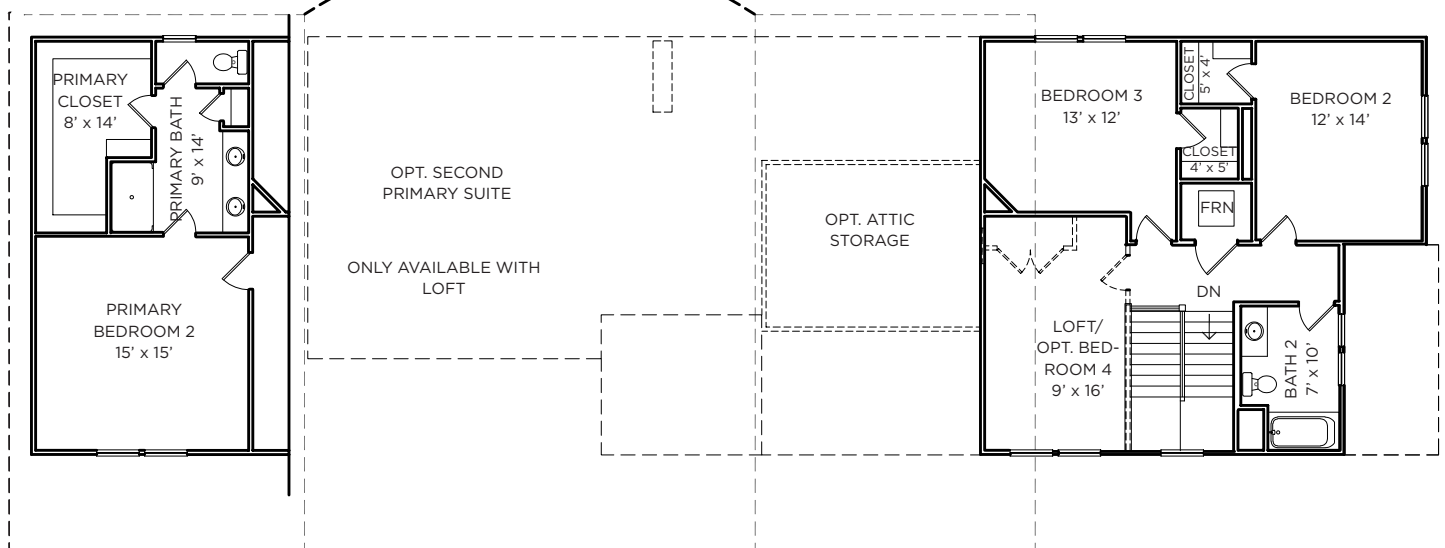 PRIMARY
CLOSET
8’ x 14’
PRIMARY BATH
9’ x 14’
PRIMARY
BEDROOM 2
15’ x 15’
OPT. SECOND
PRIMARY SUITE
ONLY AVAILABLE WITH
LOFT
OPT. ATTIC
STORAGE
BEDROOM 3
13’ x 12’
CLOSET
5’ x 4’
BEDROOM 2
12’ x 14’
CLOSET
4’ x 5’
FRN
DN
LOFT/
OPT. BED-
ROOM 4
9’ x 16’
BATH 2
7’ x 10’